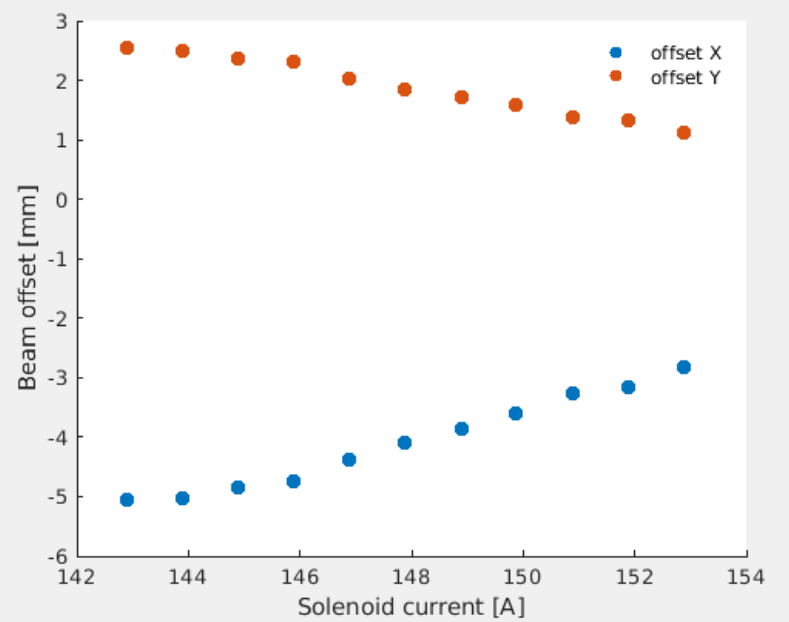 3
2
1
0
-1
-2
-3
-4
-5
-6
142 144 146 148 150 152 154
Beam offset [mm]
Solenoid current [A]
offset X
offset Y